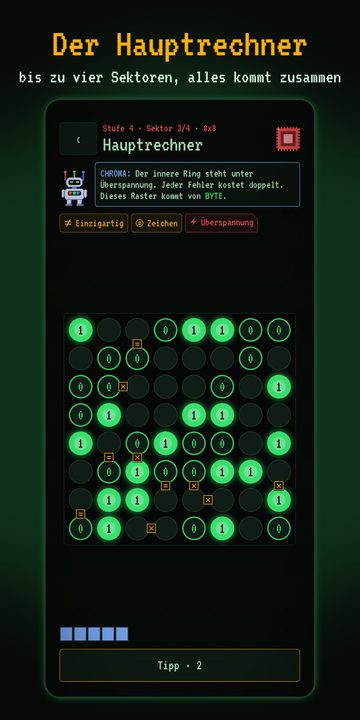 Der Hauptrechner
bis zu vier Sektoren, alles kommt zusammen
Stufe 4 · Sektor 3/4 · 8x8
Hauptrechner
CHROMA: Der innere Ring steht unter
Überspannung. Jeder Fehler kostet doppelt.
Dieses Raster kommt von BYTE.
≠ Einzigartig
Zeichen
Überspannung
1 0 1 1 0 0
=
0 0 0
0 0 × 0 1
0 1 1 1
1 0 1 0 0 1
= ×
0 1 0 0 1 1
= × ×
1 1 × 1
=
0 1 × 0 1 0
Tipp · 2